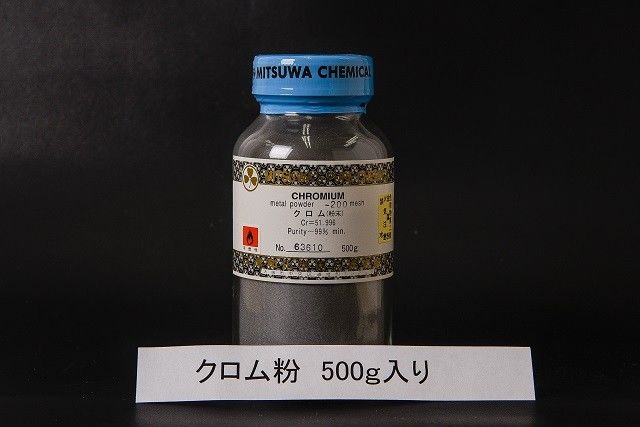 MITSUWA CHEMICAL
CHROMIUM
metal powder -200 mesh
クロム(粉末)
Cr=51.996
Purity—99% min.
No. 63610 500g
クロム粉 500g入り